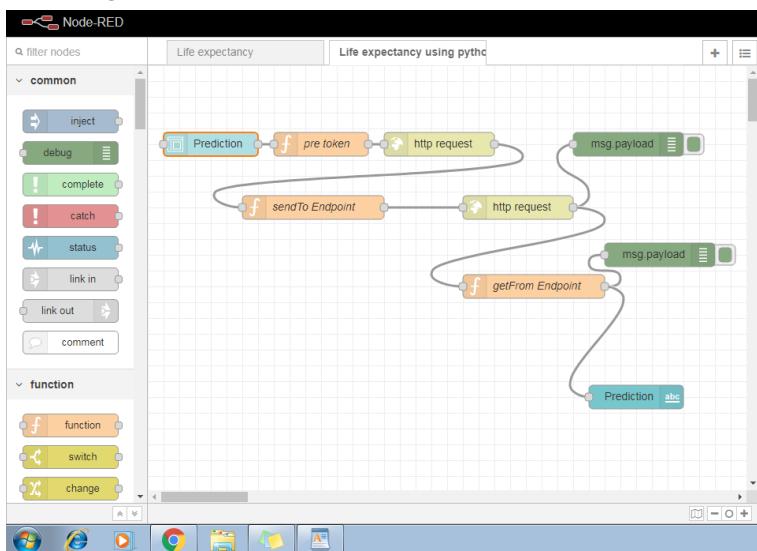 Node-RED
filter nodes
Life expectancy
Life expectancy using pytho
common
inject
debug
complete
catch
status
link in
link out
comment
function
function
switch
change
Prediction
pre token
http request
msg.payload
sendTo Endpoint
http request
msg.payload
getFrom Endpoint
Prediction
abc